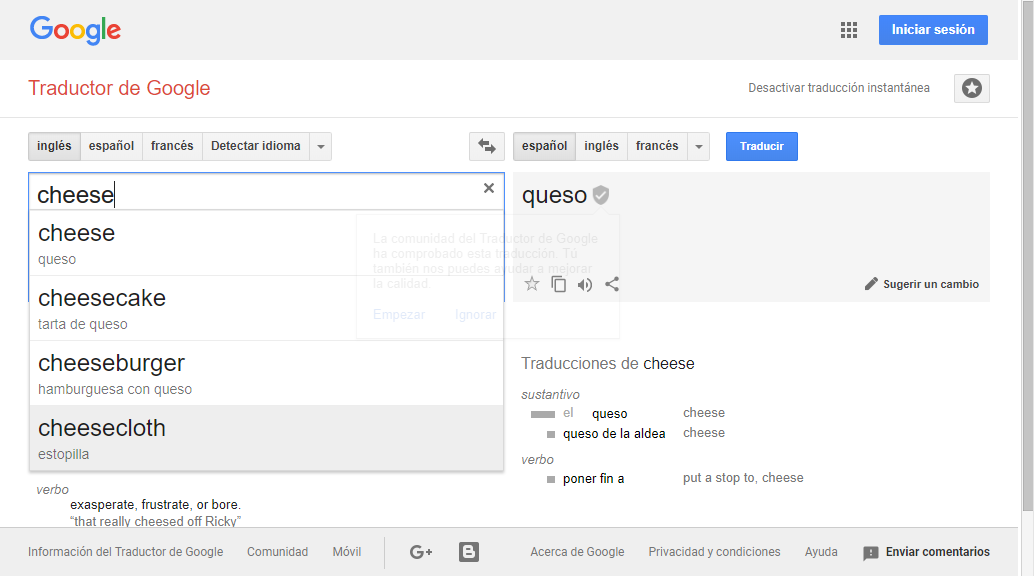 Google
Iniciar sesión
Traductor de Google
Desactivar traducción instantánea
inglés español francés Detectar idioma
español inglés francés Traducir
cheese
queso
cheese
queso
cheesecake
tarta de queso
cheeseburger
hamburguesa con queso
cheesecloth
estopilla
La comunidad del Traductor de Google
ha comprobado esta traducción. Tú
también nos puedes ayudar a mejorar
la calidad.
Empezar Ignorar
Sugerir un cambio
Traducciones de cheese
sustantivo
el queso cheese
queso de la aldea cheese
verbo
poner fin a put a stop to, cheese
verbo
exasperate, frustrate, or bore.
“that really cheesed off Ricky”
Información del Traductor de Google Comunidad Móvil G+ B Acerca de Google Privacidad y condiciones Ayuda Enviar comentarios